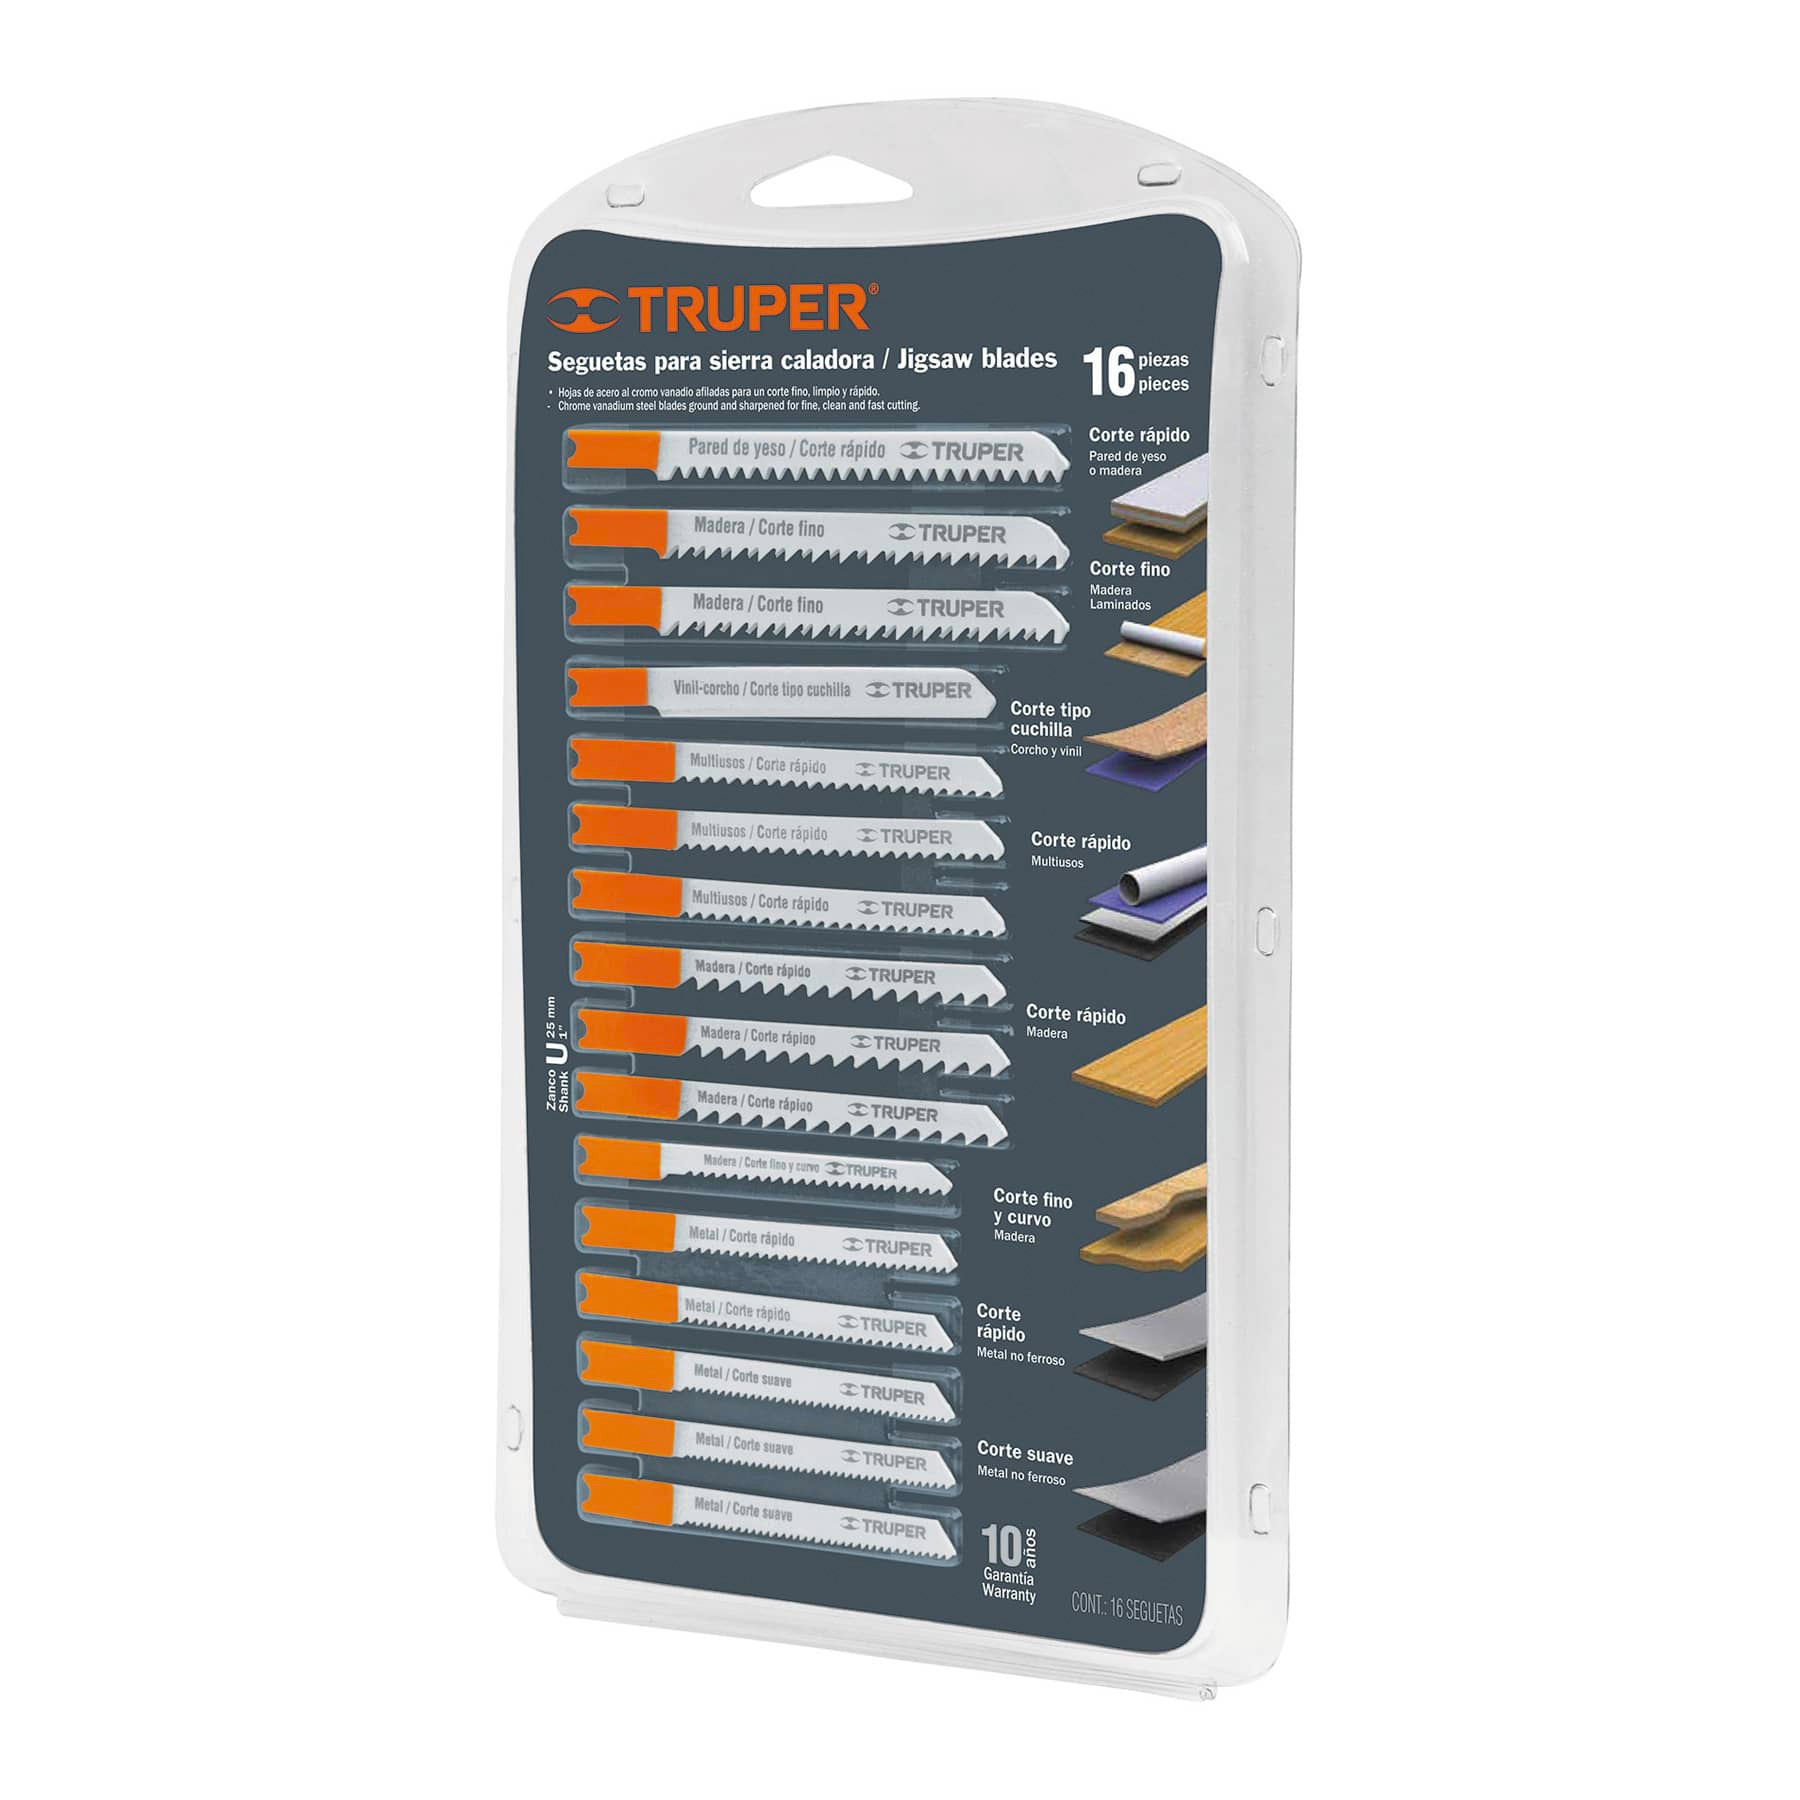 TRUPER®
Seguetas para sierra caladora / Jigsaw blades
16 piezas
pieces
• Hojas de acero al cromo vanadio afiladas para un corte fino, limpio y rápido.
- Chrome vanadium steel blades ground and sharpened for fine, clean and fast cutting.
Pared de yeso / Corte rápido TRUPER
Corte rápido
Pared de yeso
o madera
Madera / Corte fino TRUPER
Corte fino
Madera
Laminados
Madera / Corte fino TRUPER
Vinil-corcho / Corte tipo cuchilla TRUPER
Corte tipo
cuchilla
Corcho y vinil
Multiusos / Corte rápido TRUPER
Multiusos / Corte rápido TRUPER
Corte rápido
Multiusos
Multiusos / Corte rápido TRUPER
Madera / Corte rápido TRUPER
Corte rápido
Madera
Madera / Corte rápido TRUPER
Zanco
Shank
U
25 mm
1"
Madera / Corte rápido TRUPER
Madera / Corte fino y curvo TRUPER
Corte fino
y curvo
Madera
Metal / Corte rápido TRUPER
Metal / Corte rápido TRUPER
Corte
rápido
Metal no ferroso
Metal / Corte suave TRUPER
Metal / Corte suave TRUPER
Corte suave
Metal no ferroso
Metal / Corte suave TRUPER
10 años
Garantía
Warranty
CONT.: 16 SEGUETAS